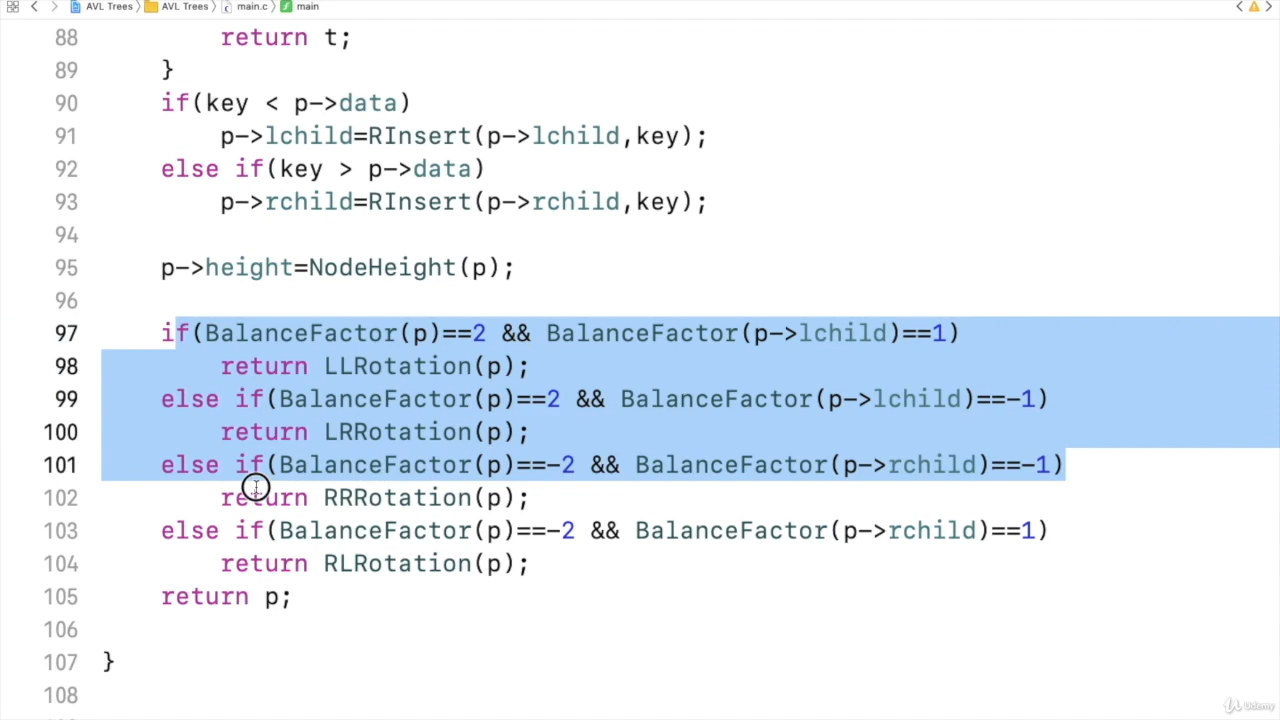 AVL Trees AVL Trees main.c main
88 return t;
89 }
90 if(key < p->data)
91 p->lchild=RInsert(p->lchild,key);
92 else if(key > p->data)
93 p->rchild=RInsert(p->rchild,key);
94
95 p->height=NodeHeight(p);
96
97 if(BalanceFactor(p)==2 && BalanceFactor(p->lchild)==1)
98 return LLRotation(p);
99 else if(BalanceFactor(p)==2 && BalanceFactor(p->lchild)==-1)
100 return LRRotation(p);
101 else if(BalanceFactor(p)==-2 && BalanceFactor(p->rchild)==-1)
102 return RRRotation(p);
103 else if(BalanceFactor(p)==-2 && BalanceFactor(p->rchild)==1)
104 return RLRotation(p);
105 return p;
106
107 }
108
Udemy